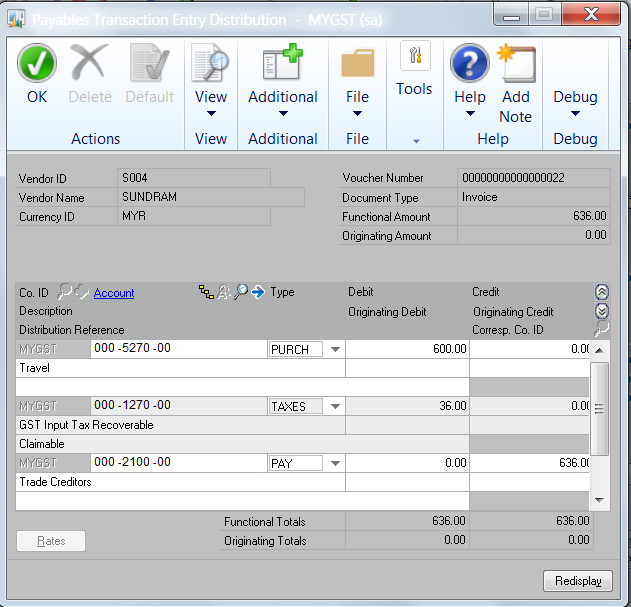 Payables Transaction Entry Distribution - MYGST (sa)
OK Delete Default View Additional File Tools Help Add Note Debug
Actions View Additional File Help Debug
Vendor ID S004 Voucher Number 00000000000000022
Vendor Name SUNDRAM Document Type Invoice
Currency ID MYR Functional Amount 636.00
Originating Amount 0.00
Co. ID Account Type Debit Credit
Description Originating Debit Originating Credit
Distribution Reference Corresp. Co. ID
MYGST 000 -5270 -00 PURCH 600.00 0.00
Travel
MYGST 000 -1270 -00 TAXES 36.00 0.00
GST Input Tax Recoverable
Claimable
MYGST 000 -2100 -00 PAY 0.00 636.00
Trade Creditors
Functional Totals 636.00 636.00
Rates Originating Totals 0.00 0.00
Redisplay